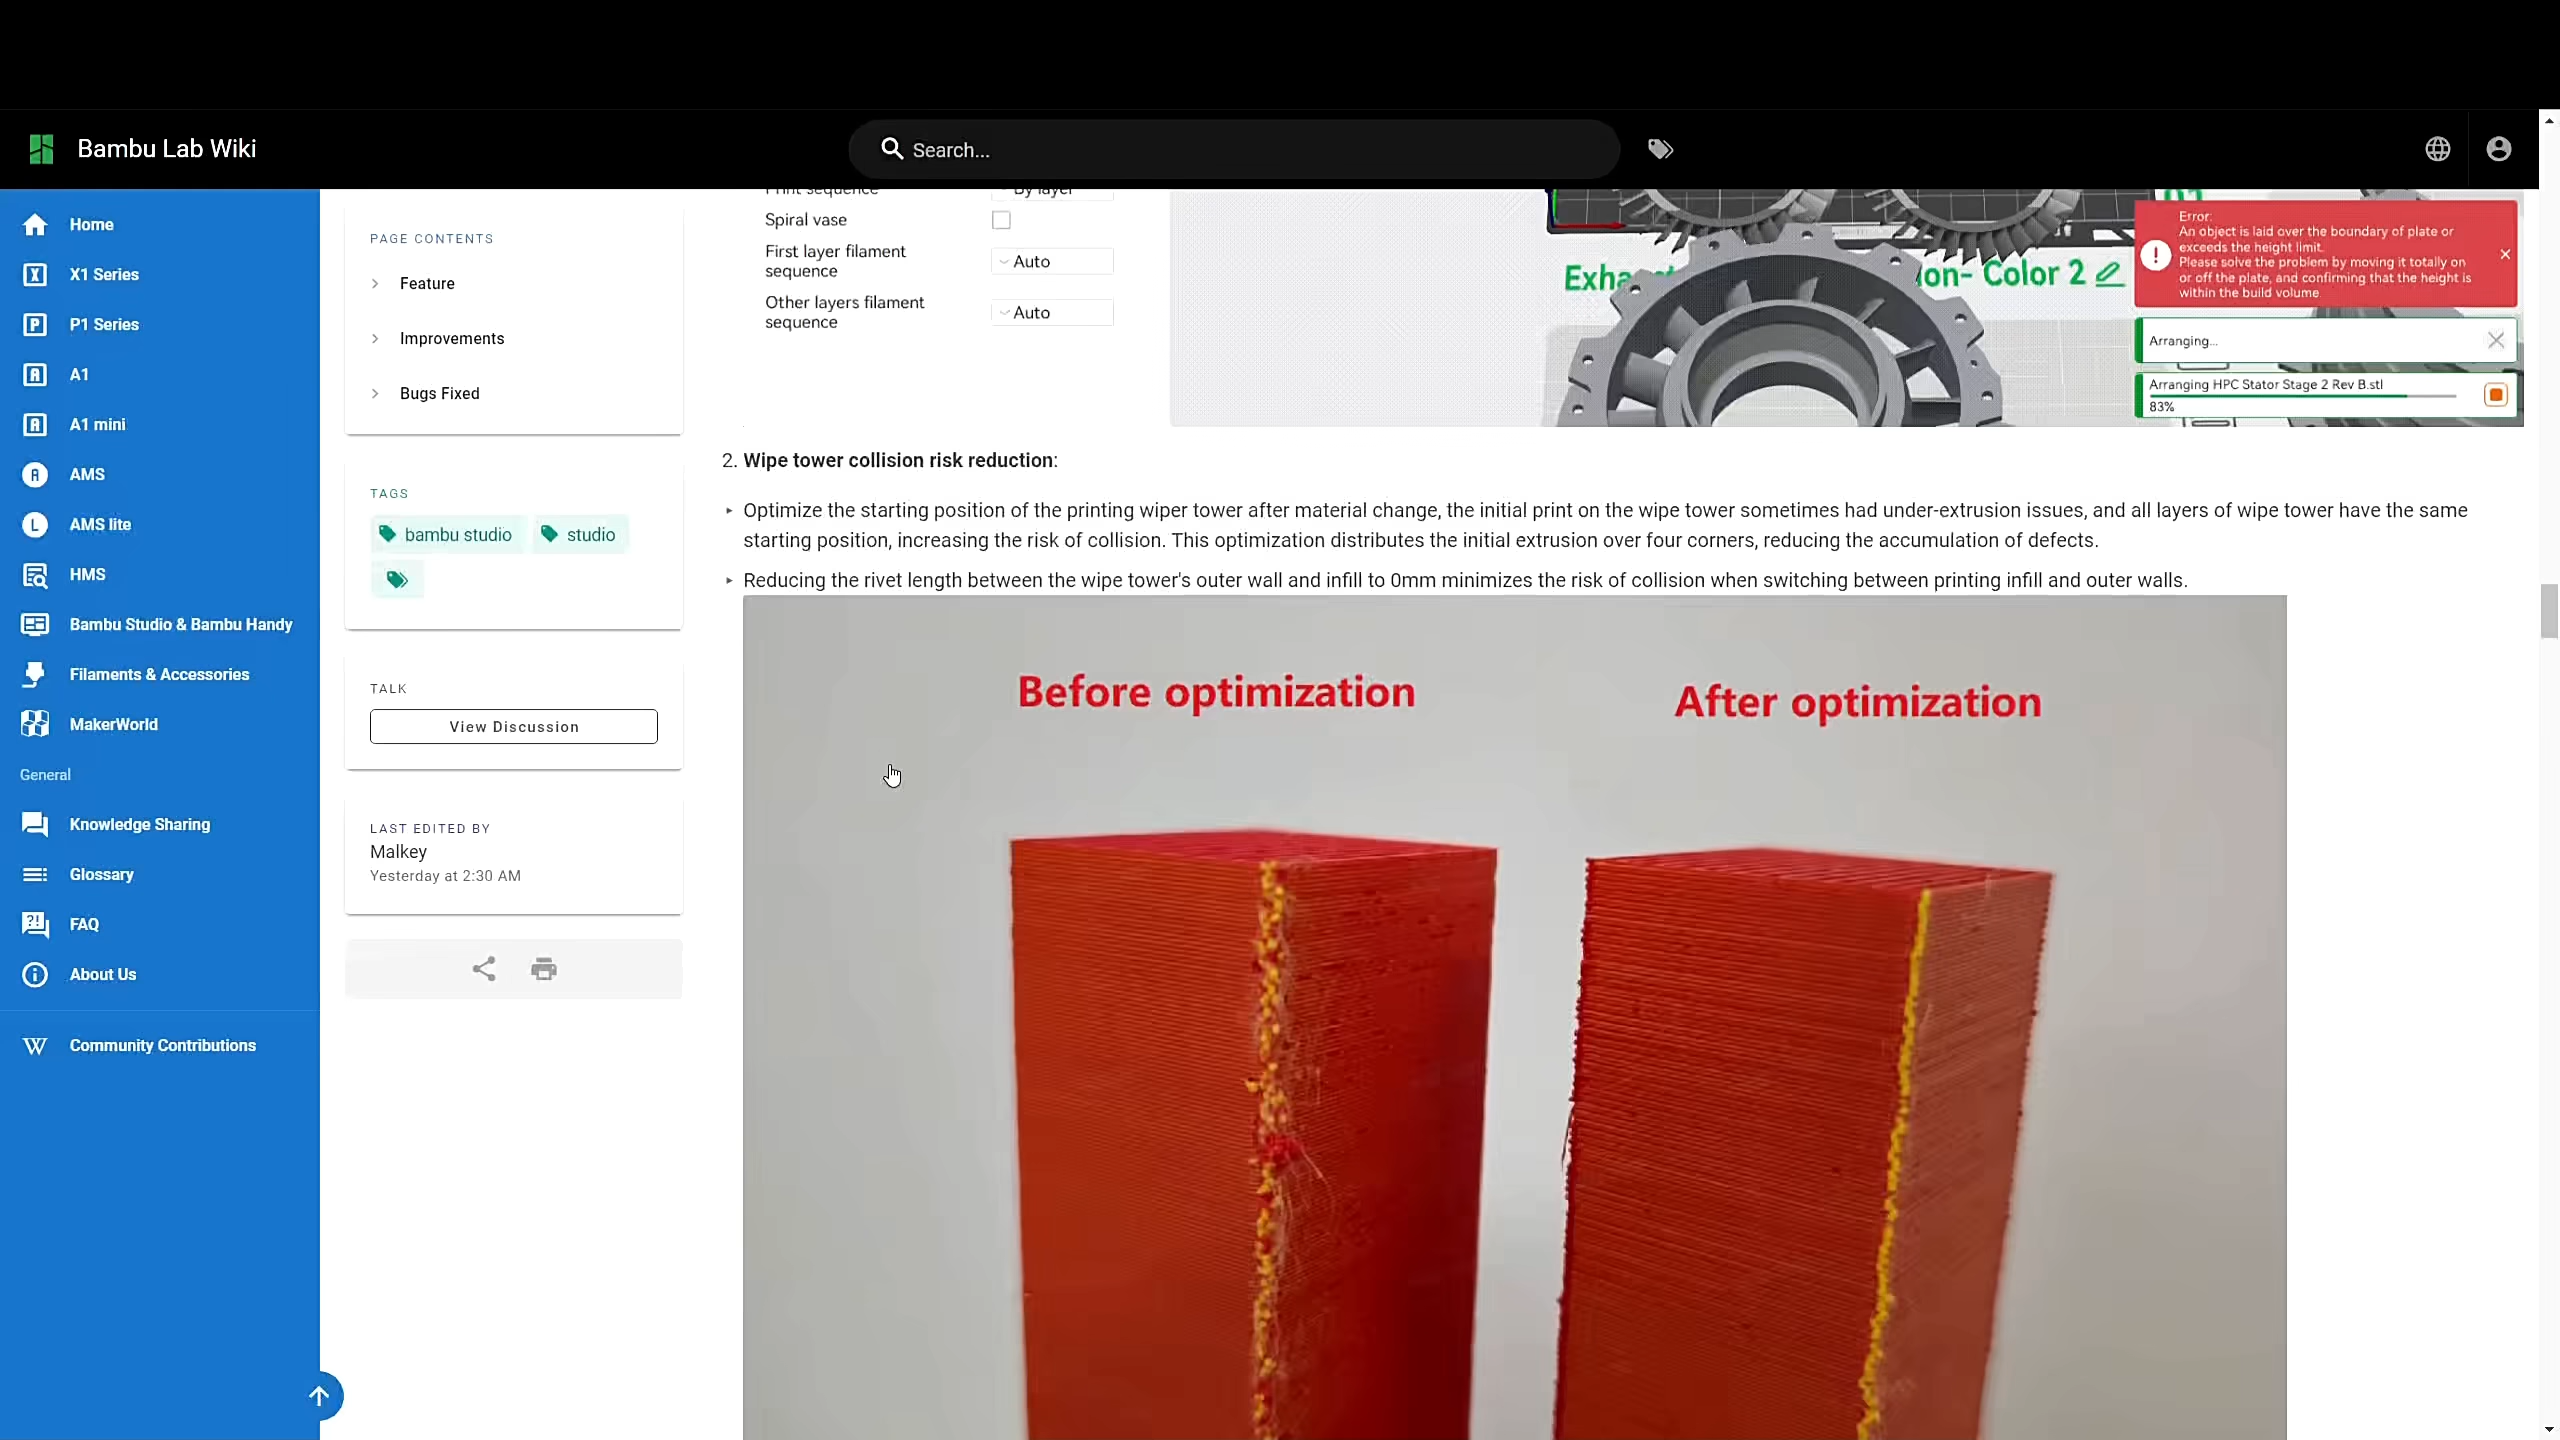 Bambu Lab Wiki
Search...
Home
X1 Series
P1 Series
A1
A1 mini
AMS
AMS lite
HMS
Bambu Studio & Bambu Handy
Filaments & Accessories
MakerWorld
General
Knowledge Sharing
Glossary
FAQ
About Us
Community Contributions
PAGE CONTENTS
Feature
Improvements
Bugs Fixed
TAGS
bambu studio
studio
TALK
View Discussion
LAST EDITED BY
Malkey
Yesterday at 2:30 AM
Print sequence
By layer
Spiral vase
First layer filament
sequence
Auto
Other layers filament
sequence
Auto
on- Color 2
Error:
An object is laid over the boundary of plate or
exceeds the height limit.
Please solve the problem by moving it totally on
or off the plate, and confirming that the height is
within the build volume.
Arranging...
Arranging HPC Stator Stage 2 Rev B.stl
83%
2. Wipe tower collision risk reduction:
Optimize the starting position of the printing wiper tower after material change, the initial print on the wipe tower sometimes had under-extrusion issues, and all layers of wipe tower have the same
starting position, increasing the risk of collision. This optimization distributes the initial extrusion over four corners, reducing the accumulation of defects.
Reducing the rivet length between the wipe tower's outer wall and infill to 0mm minimizes the risk of collision when switching between printing infill and outer walls.
Before optimization
After optimization